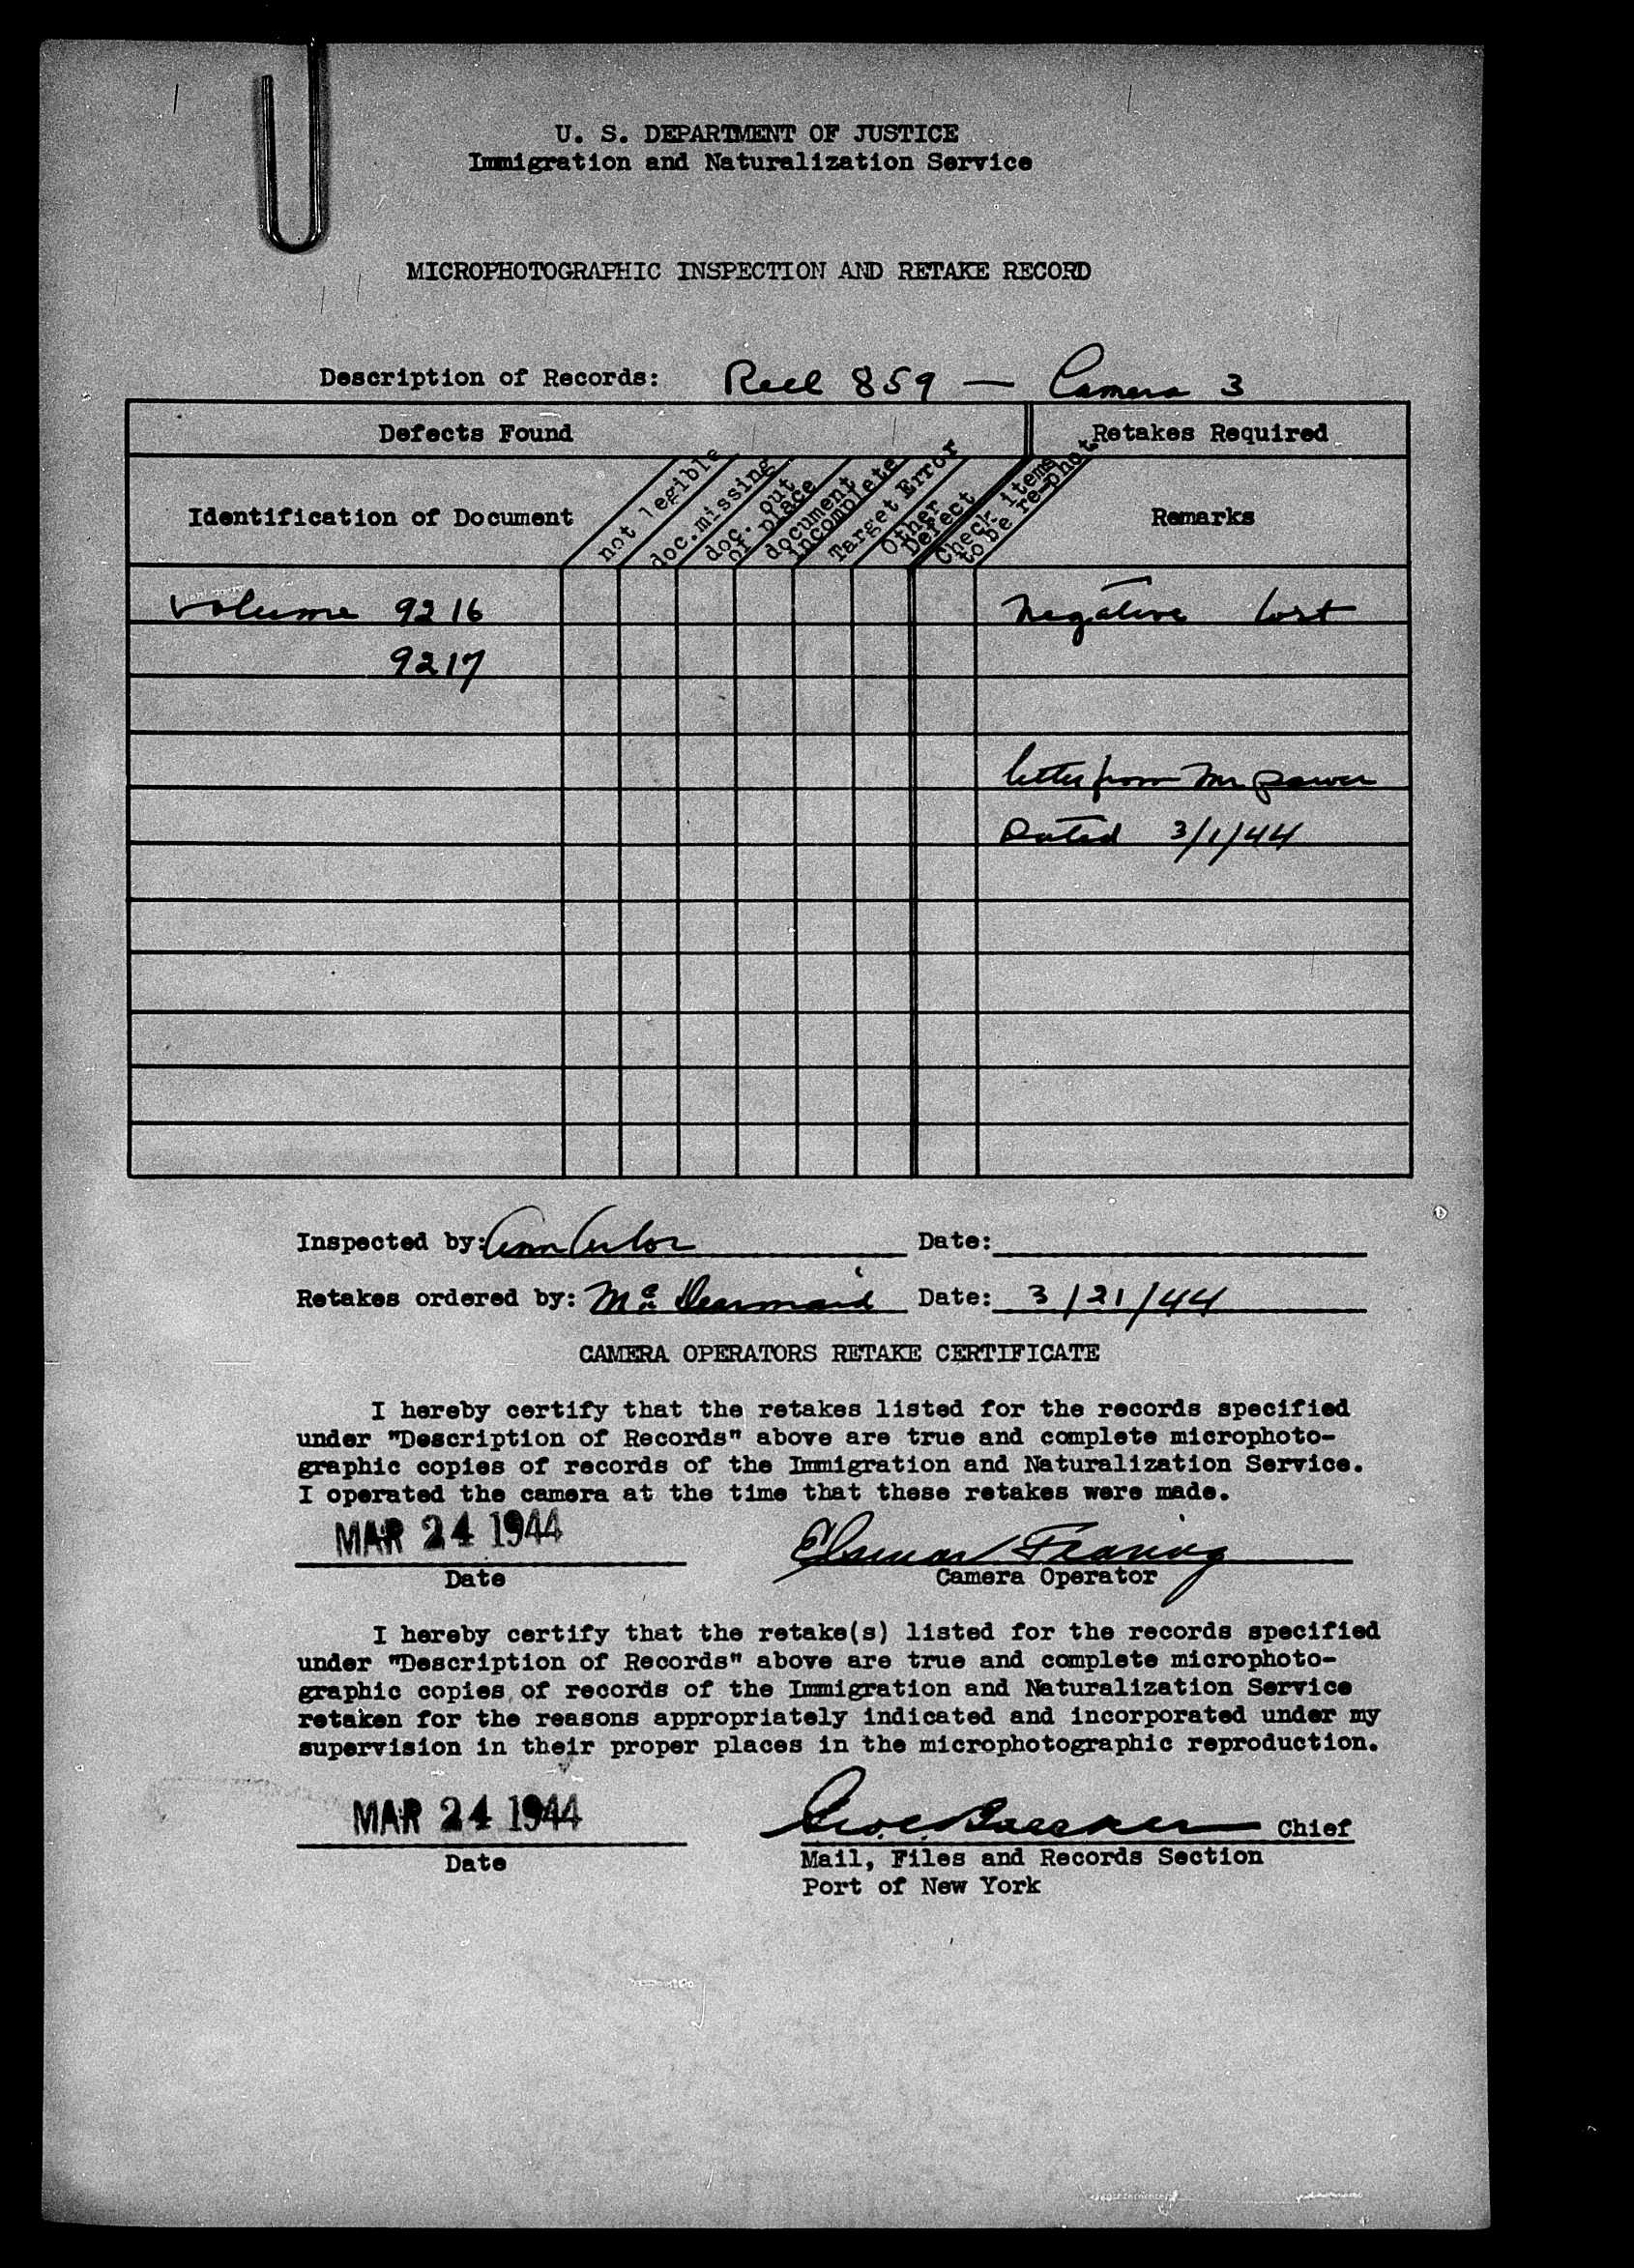 U. S. DEPARTMENT OF JUSTICE
Immigration and Naturalization Service
MICROPHOTOGRAPHIC INSPECTION AND RETAKE RECORD
Description of Records: Reel 859 — Camera 3
Defects Found
Retakes Required
Identification of Document
not legible
doc.missing
doc. out
of place
document
incomplete
Target Error
Other
Defect
Check items
to be re-phot.
Remarks
Volume 9216
Negative lost
9217
letter from Mr Power
Dated 3/1/44
Inspected by: Ann
Date:
Retakes ordered by:
Date: 3/21/44
CAMERA OPERATORS RETAKE CERTIFICATE
I hereby certify that the retakes listed for the records specified
under "Description of Records" above are true and complete microphoto-
graphic copies of records of the Immigration and Naturalization Service.
I operated the camera at the time that these retakes were made.
MAR 24 1944
Date
Camera Operator
I hereby certify that the retake(s) listed for the records specified
under "Description of Records" above are true and complete microphoto-
graphic copies of records of the Immigration and Naturalization Service
retaken for the reasons appropriately indicated and incorporated under my
supervision in their proper places in the microphotographic reproduction.
MAR 24 1944
Chief
Date
Mail, Files and Records Section
Port of New York